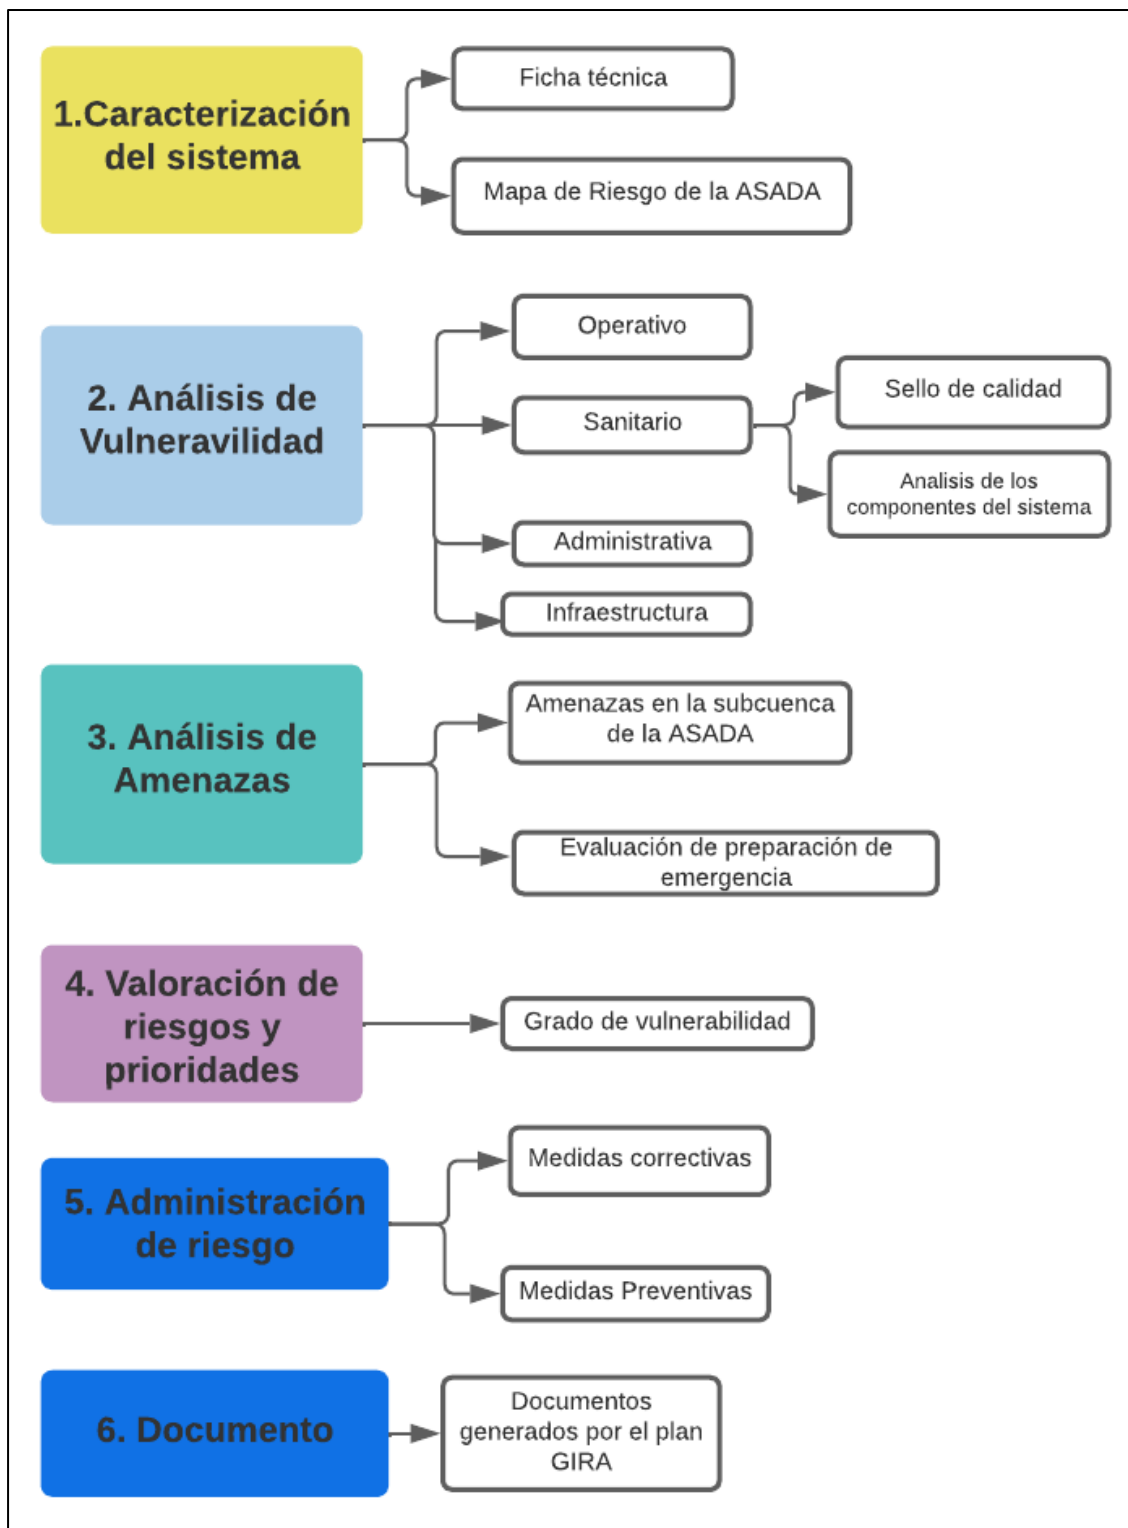 1.Caracterización
del sistema
Ficha técnica
Mapa de Riesgo de la ASADA
2. Análisis de
Vulneravilidad
Operativo
Sanitario
Sello de calidad
Analisis de los
componentes del sistema
Administrativa
Infraestructura
3. Análisis de
Amenazas
Amenazas en la subcuenca
de la ASADA
Evaluación de preparación de
emergencia
4. Valoración de
riesgos y
prioridades
Grado de vulnerabilidad
5. Administración
de riesgo
Medidas correctivas
Medidas Preventivas
6. Documento
Documentos
generados por el plan
GIRA